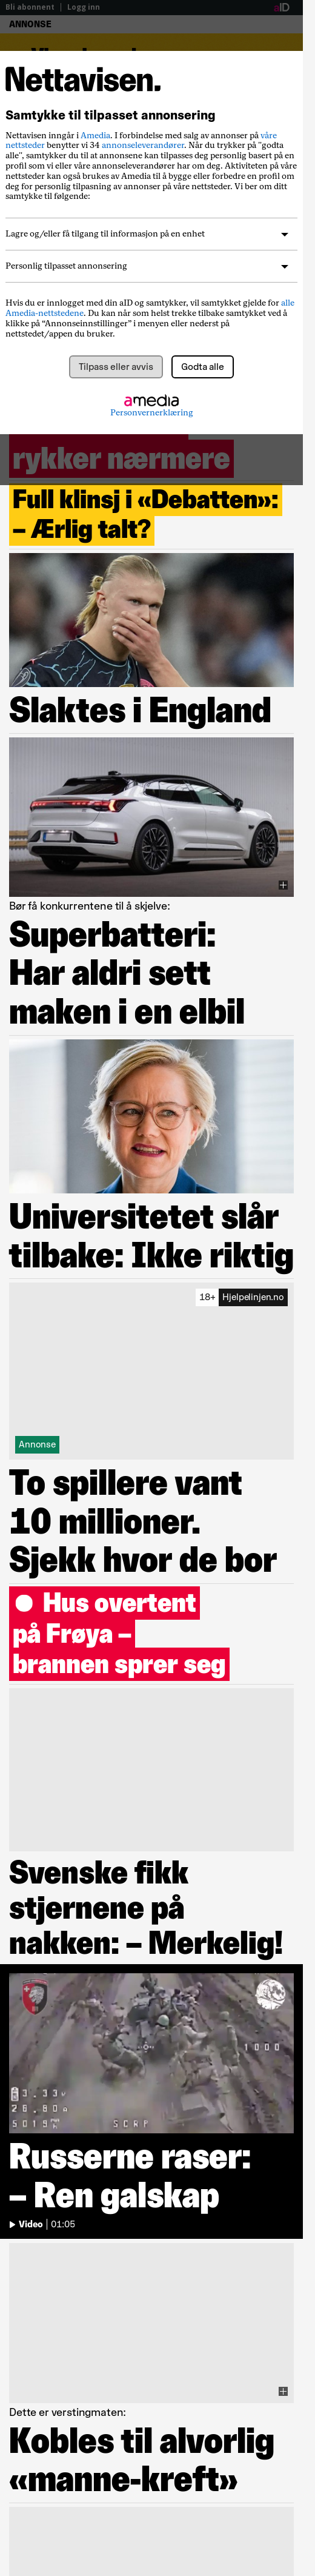 Bli abonnent | Logg inn
aID
ANNONSE
Nettavisen.
Samtykke til tilpasset annonsering
Nettavisen inngår i Amedia. I forbindelse med salg av annonser på våre
nettsteder benytter vi 34 annonseleverandører. Når du trykker på "godta
alle", samtykker du til at annonsene kan tilpasses deg personlig basert på en
profil som vi eller våre annonseleverandører har om deg. Aktiviteten på våre
nettsteder kan også brukes av Amedia til å bygge eller forbedre en profil om
deg for personlig tilpasning av annonser på våre nettsteder. Vi ber om ditt
samtykke til følgende:
Lagre og/eller få tilgang til informasjon på en enhet
Personlig tilpasset annonsering
Hvis du er innlogget med din aID og samtykker, vil samtykket gjelde for alle
Amedia-nettstedene. Du kan når som helst trekke tilbake samtykket ved å
klikke på “Annonseinnstillinger” i menyen eller nederst på
nettstedet/appen du bruker.
Tilpass eller avvis
Godta alle
amedia
Personvernerklæring
rykker nærmere
Full klinsj i «Debatten»:
– Ærlig talt?
Slaktes i England
Bør få konkurrentene til å skjelve:
Superbatteri:
Har aldri sett
maken i en elbil
Universitetet slår
tilbake: Ikke riktig
18+ Hjelpelinjen.no
Annonse
To spillere vant
10 millioner.
Sjekk hvor de bor
Hus overtent
på Frøya –
brannen sprer seg
Svenske fikk
stjernene på
nakken: – Merkelig!
1000
SCRP
Russerne raser:
– Ren galskap
Video | 01:05
Dette er verstingmaten:
Kobles til alvorlig
«manne-kreft»